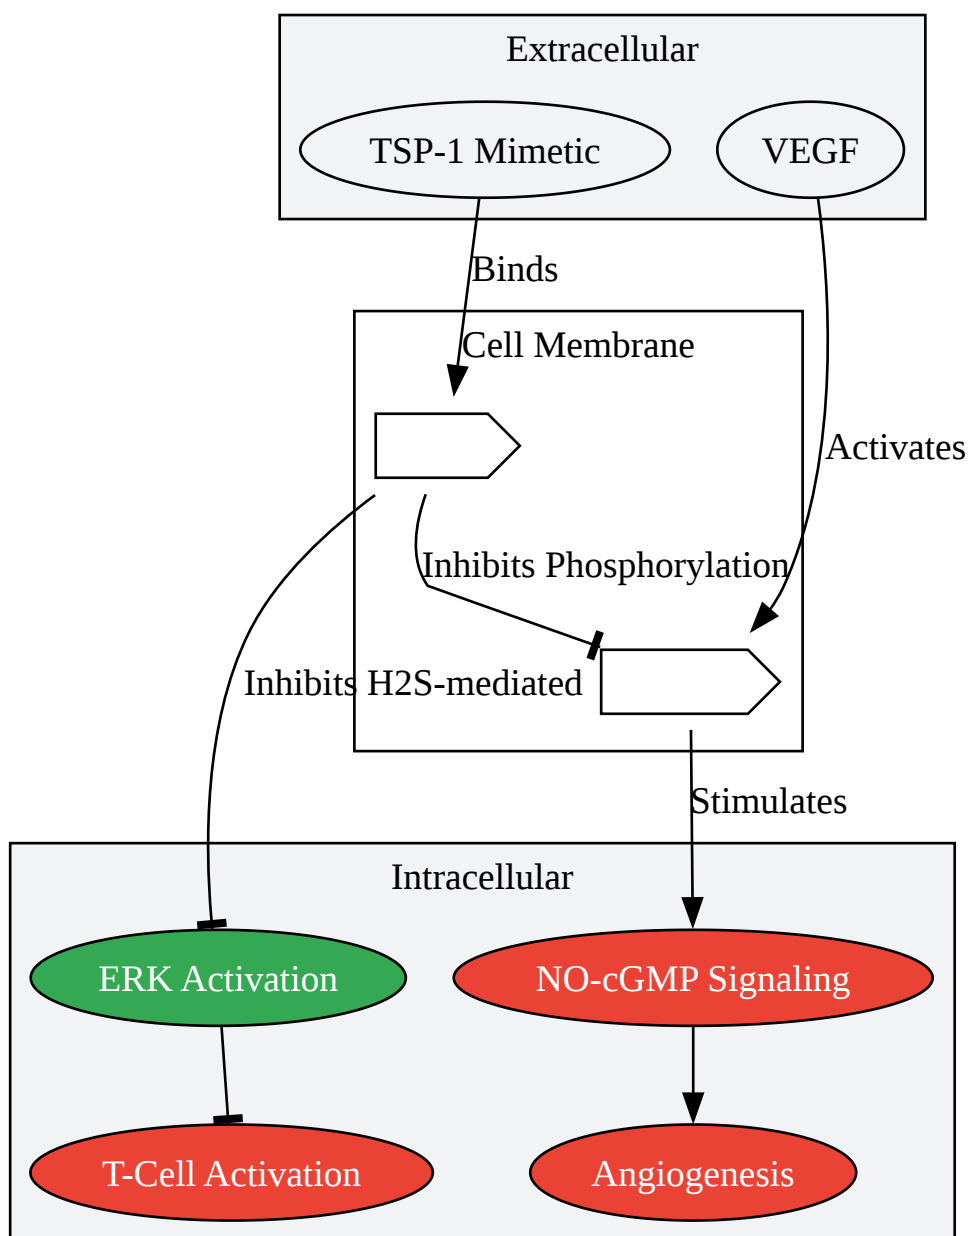 Extracellular
TSP-1 Mimetic
VEGF
Binds
Cell Membrane
Activates
Inhibits Phosphorylation
Inhibits H2S-mediated
Stimulates
Intracellular
ERK Activation
NO-cGMP Signaling
T-Cell Activation
Angiogenesis